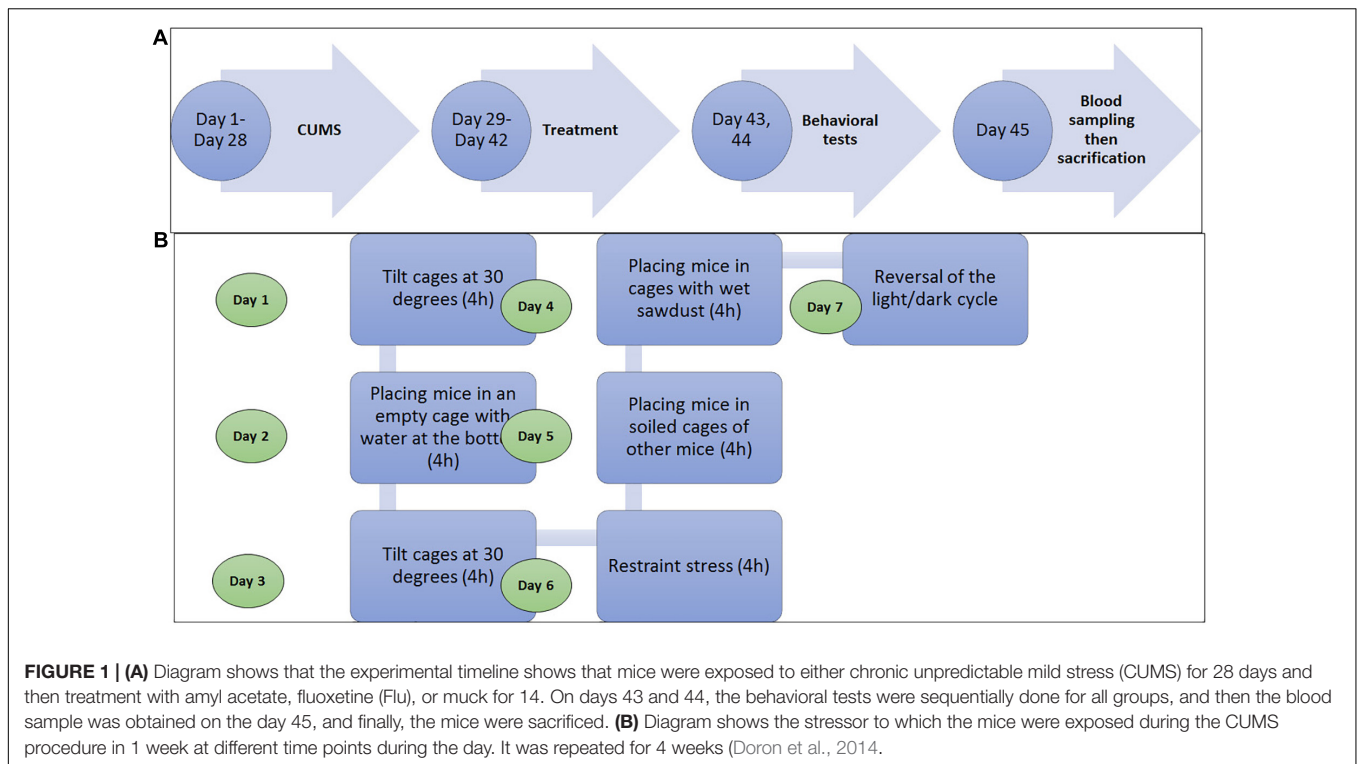 A
Day 1-
Day 28
CUMS
Day 29-
Day 42
Treatment
Day 43,
44
Behavioral
tests
Day 45
Blood
sampling
then
sacrification
B
Day 1
Tilt cages at 30
degrees (4h)
Day 2
Placing mice in an
empty cage with
water at the bott
(4h)
Day 3
Tilt cages at 30
degrees (4h)
Day 4
Placing mice in
cages with wet
sawdust (4h)
Day 5
Placing mice in
soiled cages of
other mice (4h)
Day 6
Restraint stress (4h)
Day 7
Reversal of the
light/dark cycle
FIGURE 1 | (A) Diagram shows that the experimental timeline shows that mice were exposed to either chronic unpredictable mild stress (CUMS) for 28 days and
then treatment with amyl acetate, fluoxetine (Flu), or muck for 14. On days 43 and 44, the behavioral tests were sequentially done for all groups, and then the blood
sample was obtained on the day 45, and finally, the mice were sacrificed. (B) Diagram shows the stressor to which the mice were exposed during the CUMS
procedure in 1 week at different time points during the day. It was repeated for 4 weeks (Doron et al., 2014.